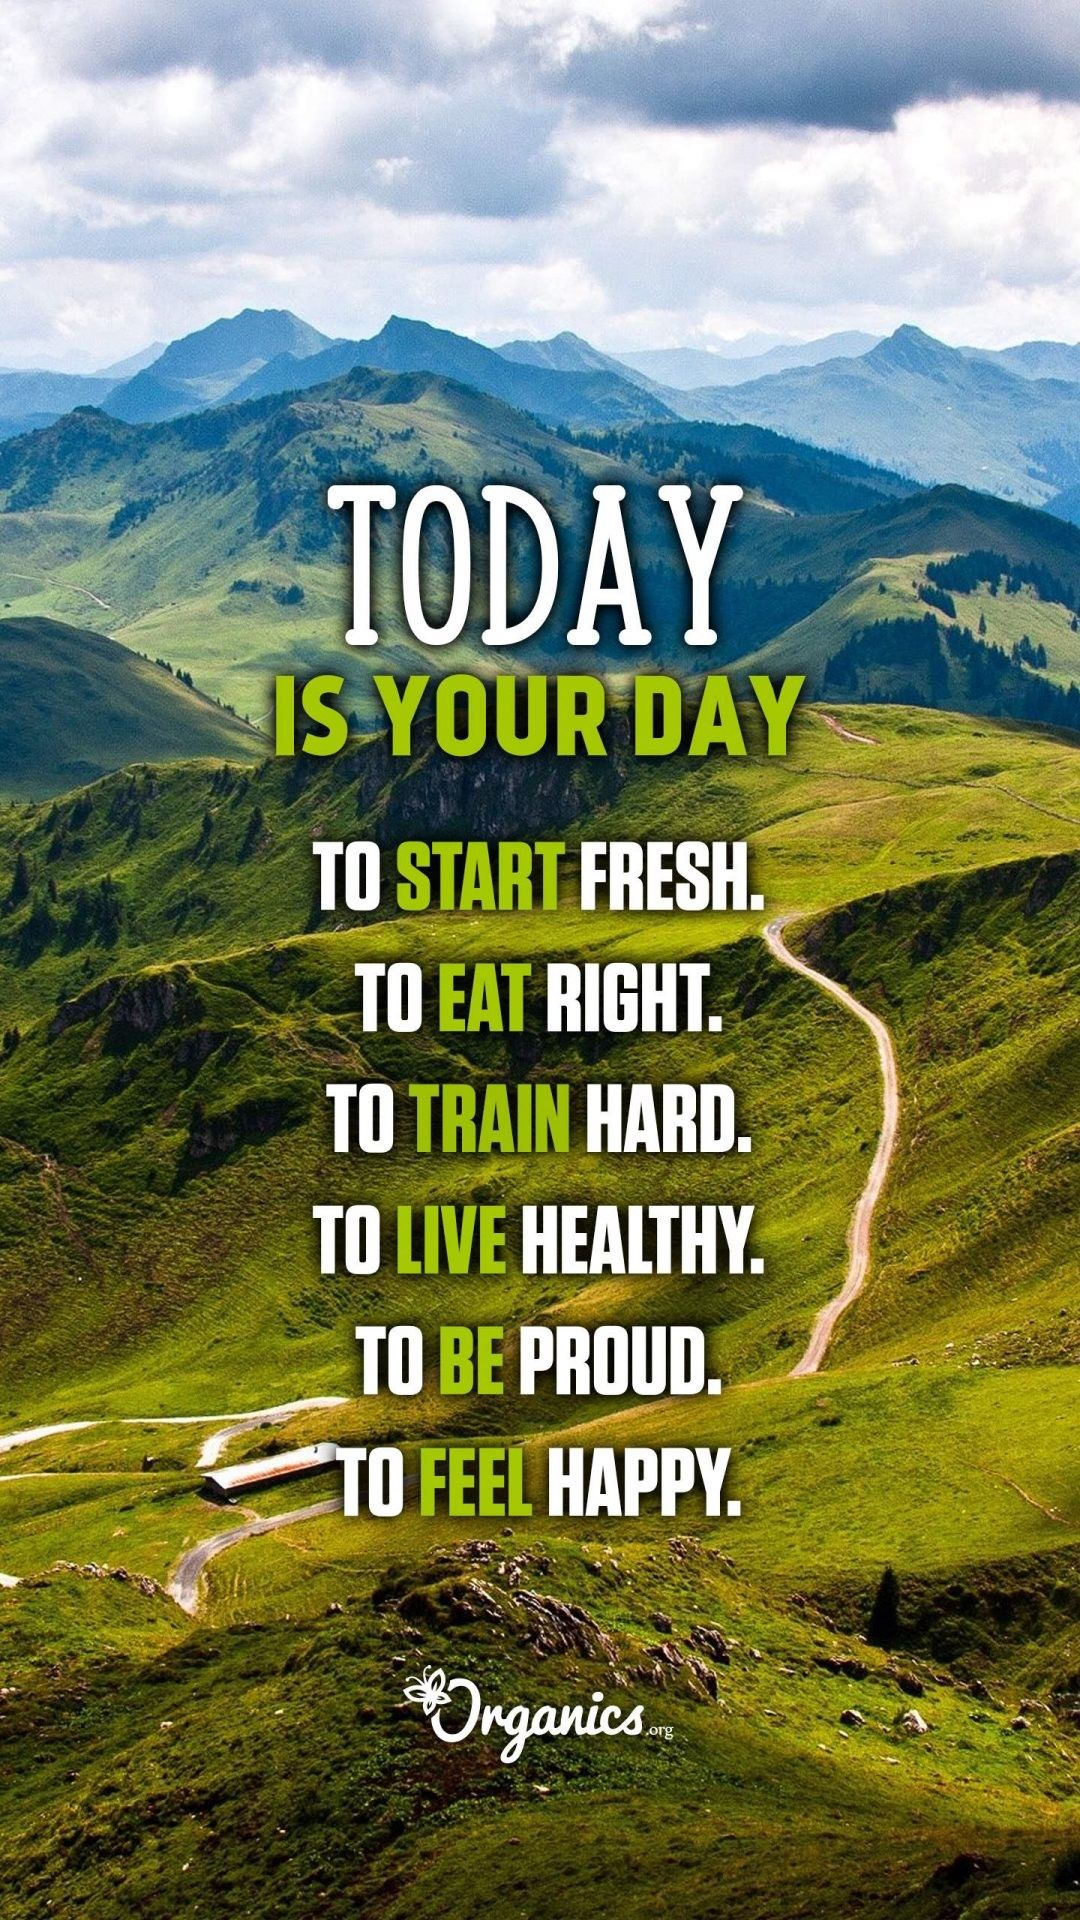 TODAY
IS YOUR DAY
TO START FRESH.
TO EAT RIGHT.
TO TRAIN HARD.
TO LIVE HEALTHY.
TO BE PROUD.
TO FEEL HAPPY.
Organics.org